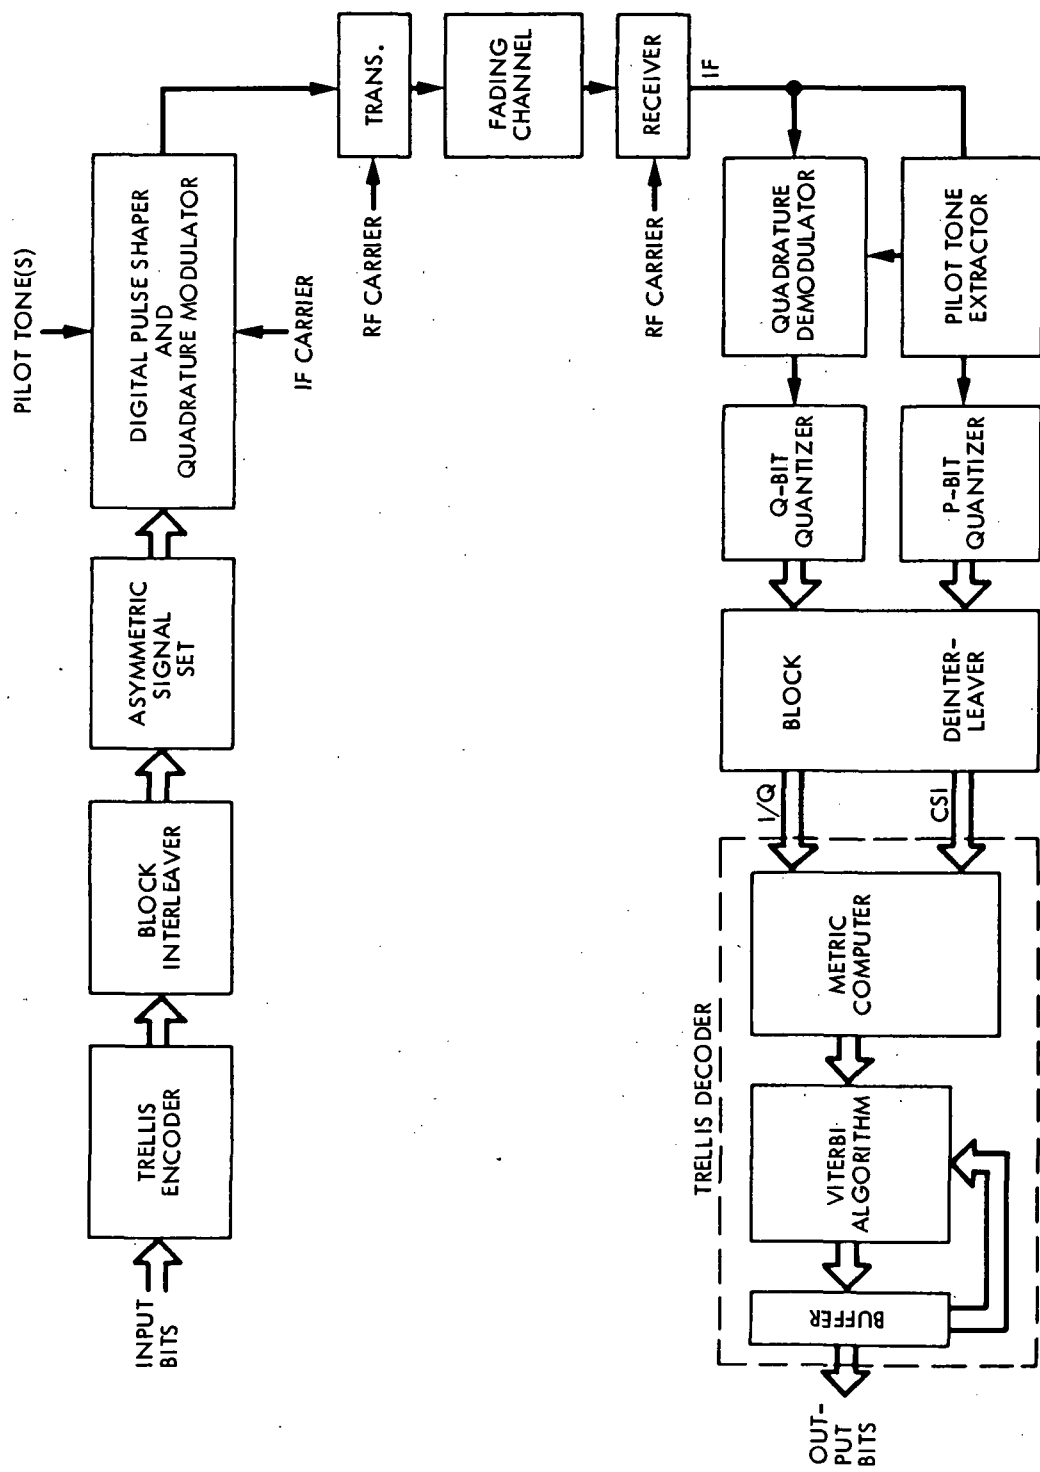 INPUT
BITS
TRELLIS
ENCODER
BLOCK
INTERLEAVER
ASYMMETRIC
SIGNAL
SET
PILOT TONE(S)
DIGITAL PULSE SHAPER
AND
QUADRATURE MODULATOR
IF CARRIER
TRANS.
RF CARRIER
FADING
CHANNEL
RECEIVER
RF CARRIER
IF
QUADRATURE
DEMODULATOR
PILOT TONE
EXTRACTOR
Q-BIT
QUANTIZER
P-BIT
QUANTIZER
BLOCK
DEINTER-
LEAVER
I/Q
CSI
TRELLIS DECODER
METRIC
COMPUTER
VITERBI
ALGORITHM
BUFFER
OUT-
PUT
BITS